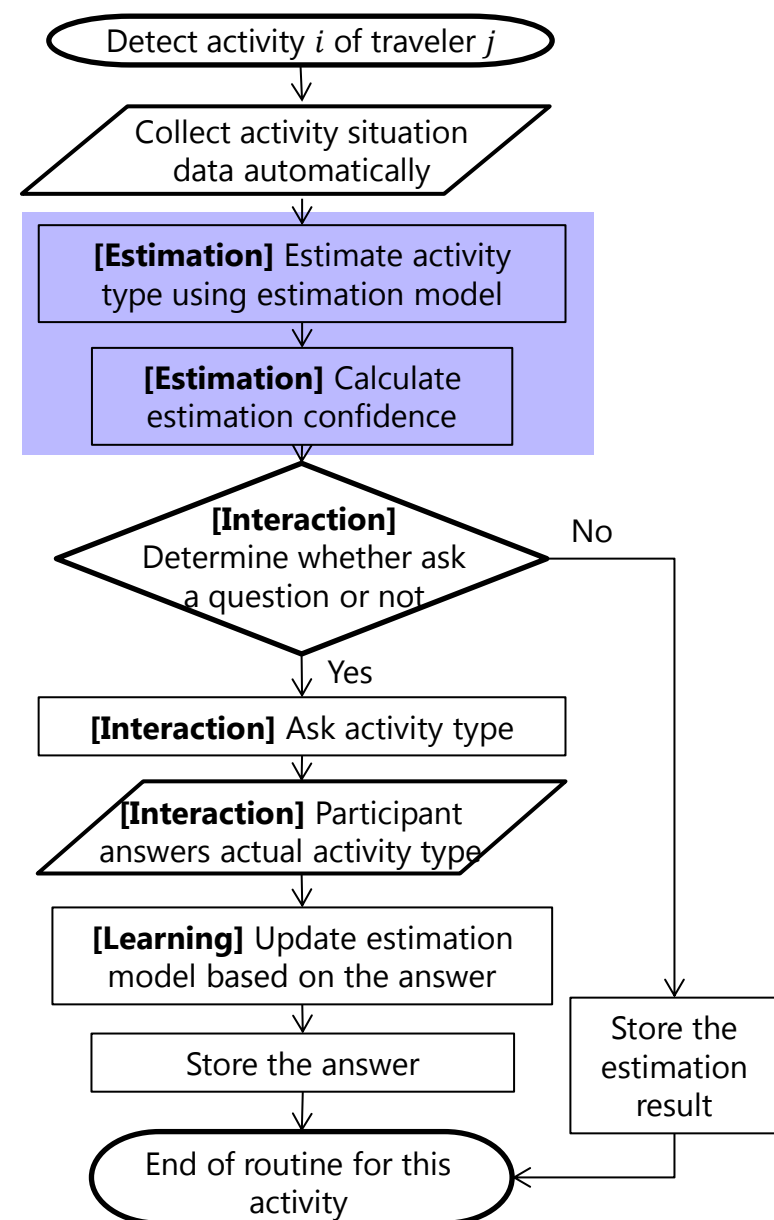 Detect activity i of traveler j
Collect activity situation
data automatically
[Estimation] Estimate activity
type using estimation model
[Estimation] Calculate
estimation confidence
[Interaction]
Determine whether ask
a question or not
No
Yes
[Interaction] Ask activity type
[Interaction] Participant
answers actual activity type
[Learning] Update estimation
model based on the answer
Store the answer
Store the
estimation
result
End of routine for this
activity